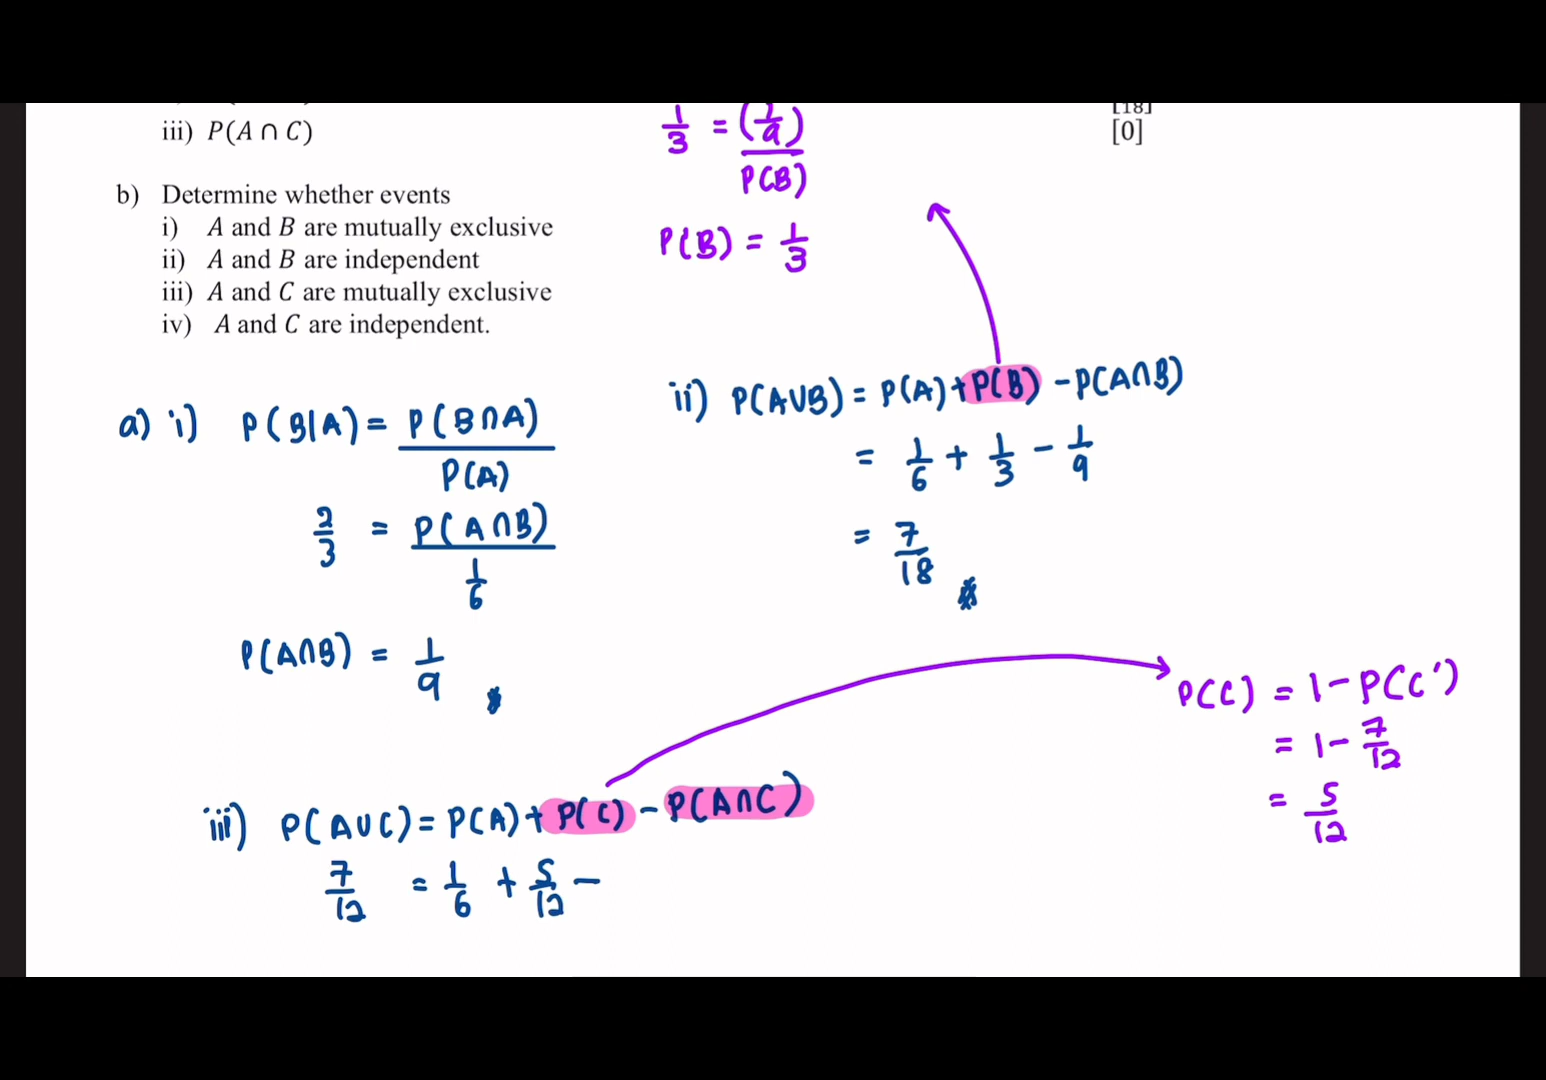 [18]
iii) P(A ∩ C)
[0]
1/3 = (1/9)/P(B)
P(B) = 1/3
b) Determine whether events
i) A and B are mutually exclusive
ii) A and B are independent
iii) A and C are mutually exclusive
iv) A and C are independent.
a) i) P(B|A) = P(B∩A)/P(A)
2/3 = P(A∩B)/(1/6)
P(A∩B) = 1/9
ii) P(A∪B) = P(A) + P(B) - P(A∩B)
= 1/6 + 1/3 - 1/9
= 7/18
iii) P(A∪C) = P(A) + P(C) - P(A∩C)
7/12 = 1/6 + 5/12 -
P(C) = 1 - P(C')
= 1 - 7/12
= 5/12